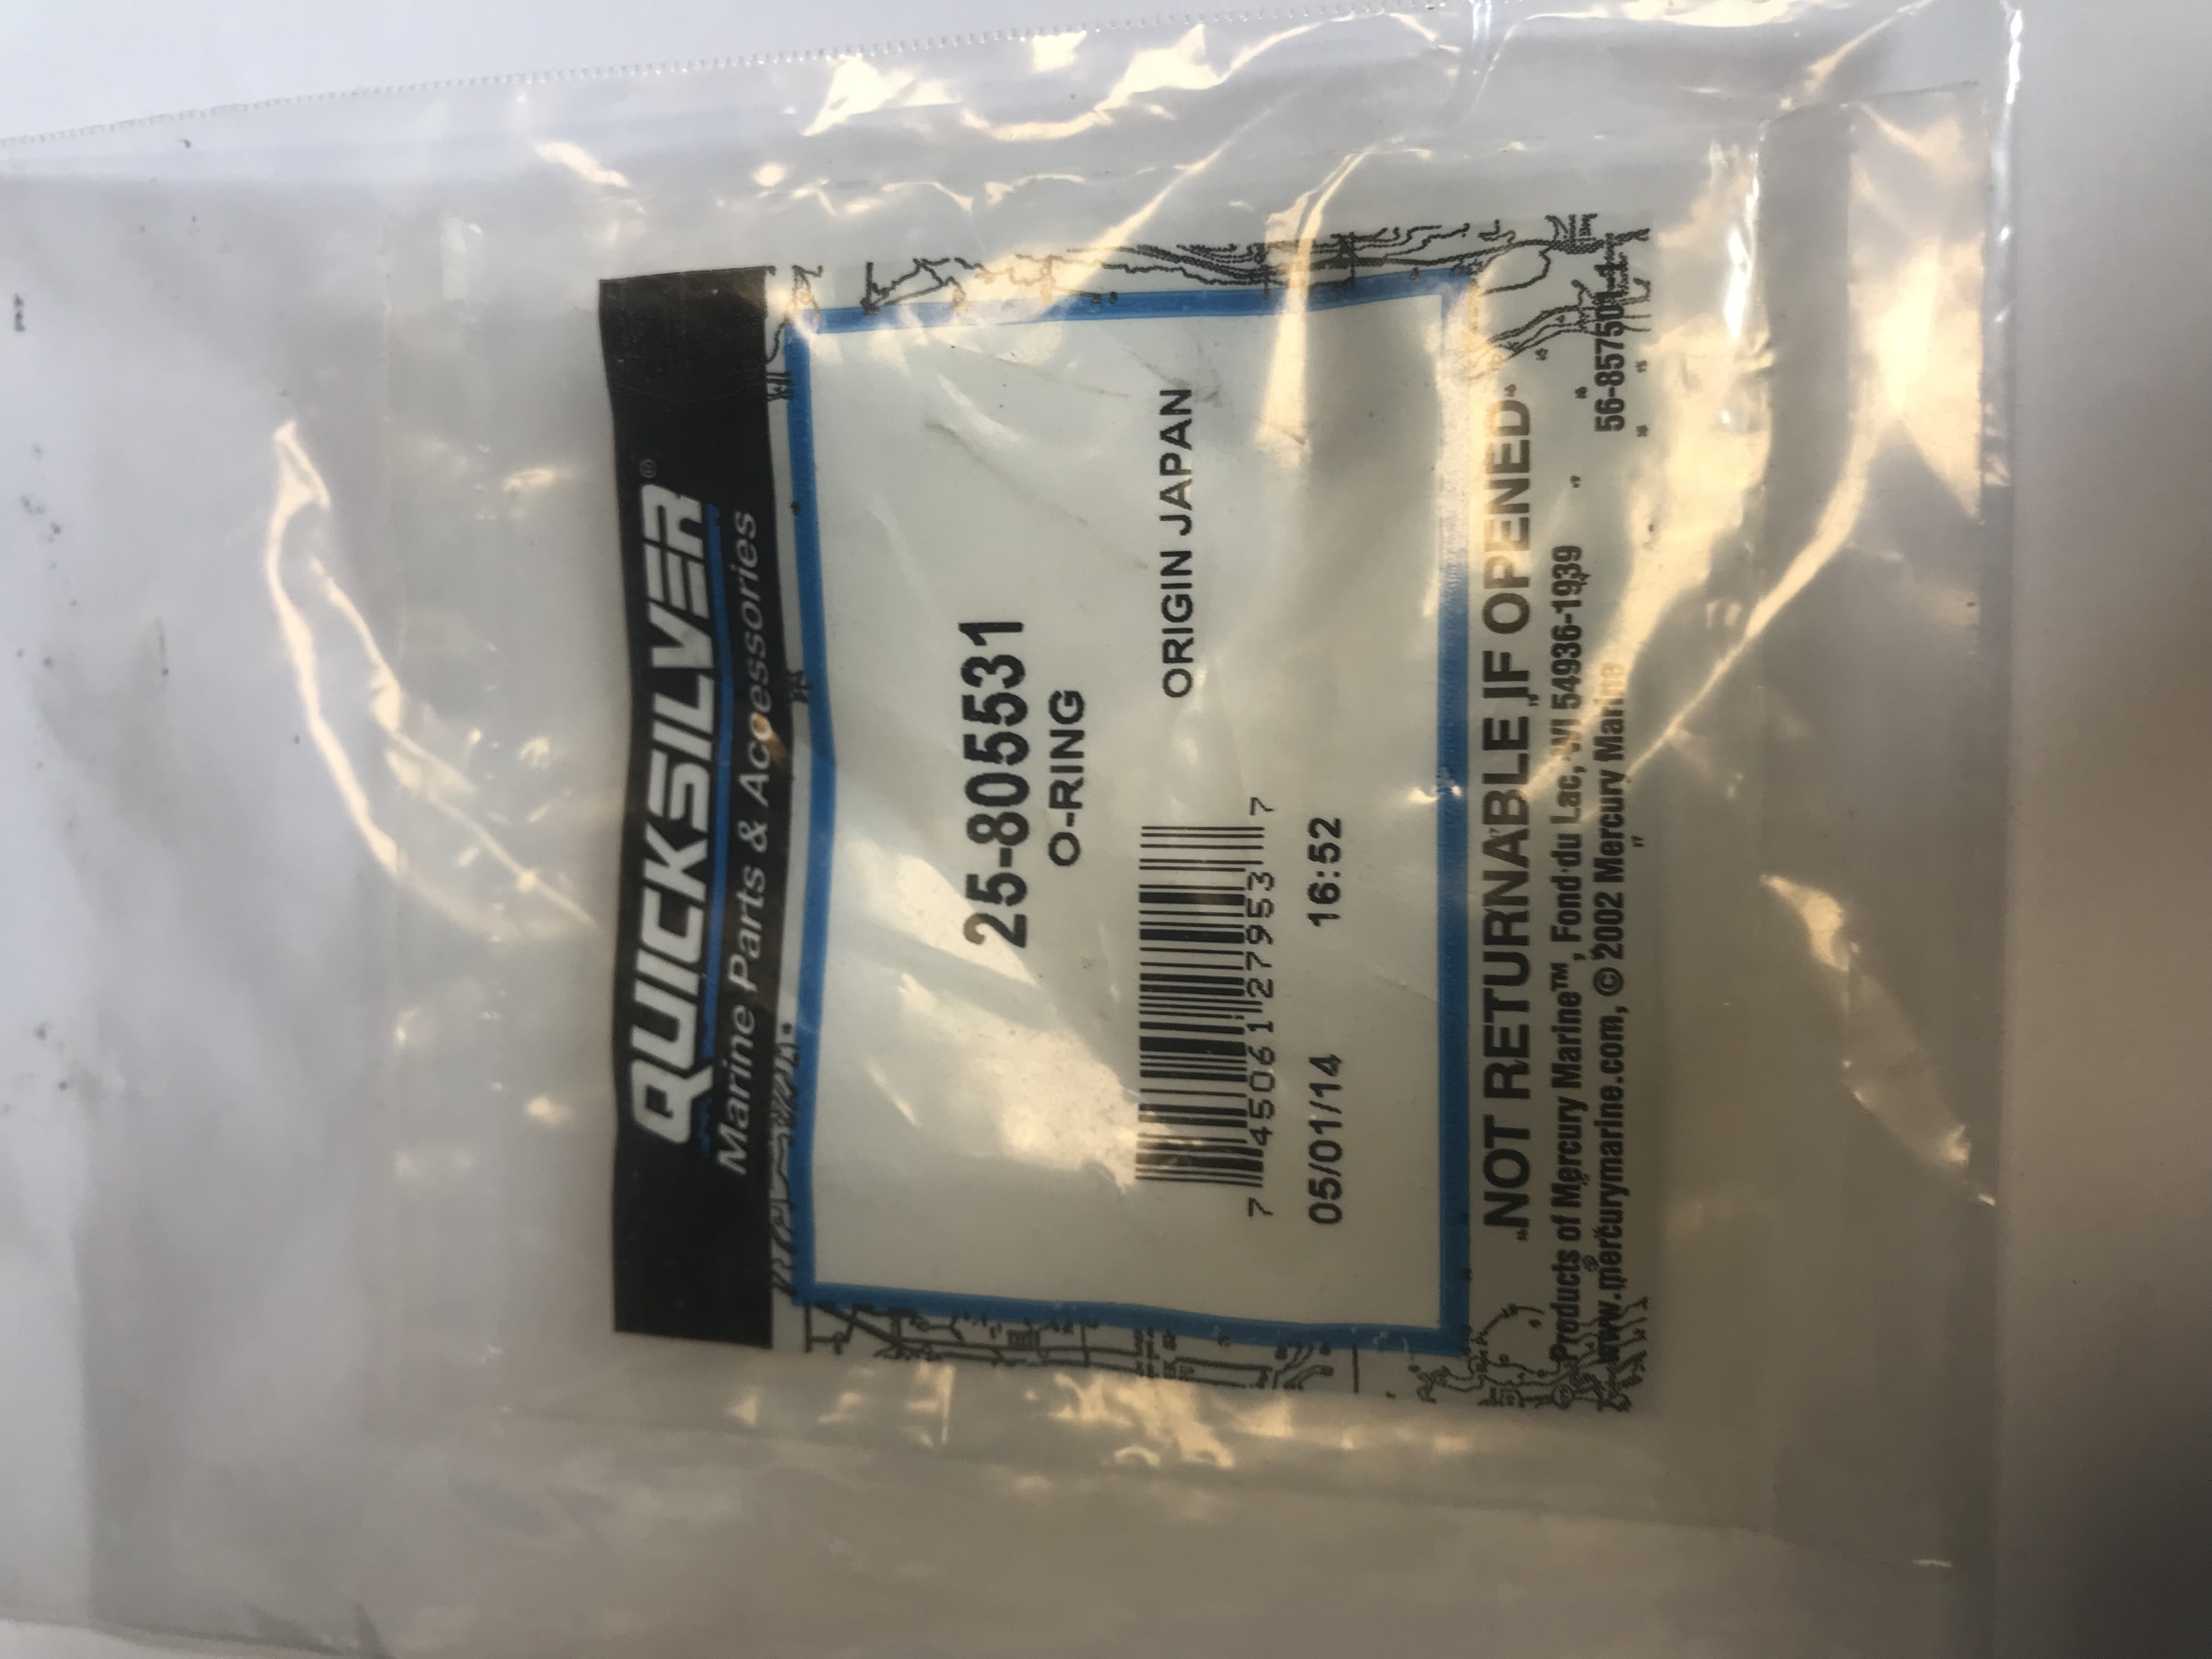 QUICKSILVER®
Marine Parts & Accessories
25-805531
O-RING
ORIGIN JAPAN
7 45061 27953 7
05/01/14 16:52
NOT RETURNABLE IF OPENED
Products of Mercury Marine™, Fond du Lac, WI 54936-1939
www.mercurymarine.com, © 2002 Mercury Marine